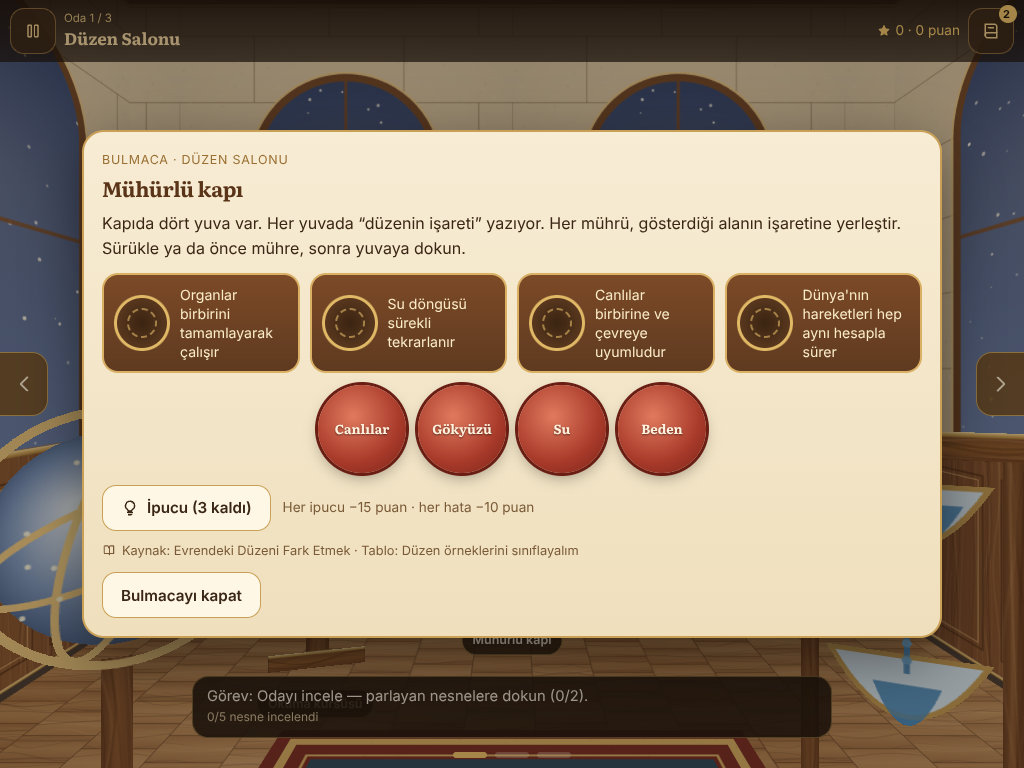 Oda 1 / 3
Düzen Salonu
0 · 0 puan
2
BULMACA · DÜZEN SALONU
Mühürlü kapı
Kapıda dört yuva var. Her yuvada “düzenin işareti” yazıyor. Her mührü, gösterdiği alanın işaretine yerleştir.
Sürükle ya da önce mühre, sonra yuvaya dokun.
Organlar
birbirini
tamamlayarak
çalışır
Su döngüsü
sürekli
tekrarlanır
Canlılar
birbirine ve
çevreye
uyumludur
Dünya'nın
hareketleri hep
aynı hesapla
sürer
Canlılar
Gökyüzü
Su
Beden
İpucu (3 kaldı)
Her ipucu −15 puan · her hata −10 puan
Kaynak: Evrendeki Düzeni Fark Etmek · Tablo: Düzen örneklerini sınıflayalım
Bulmacayı kapat
Mühürlü kapı
Görev: Odayı incele — parlayan nesnelere dokun (0/2).
Okuma kürsüsü
0/5 nesne incelendi